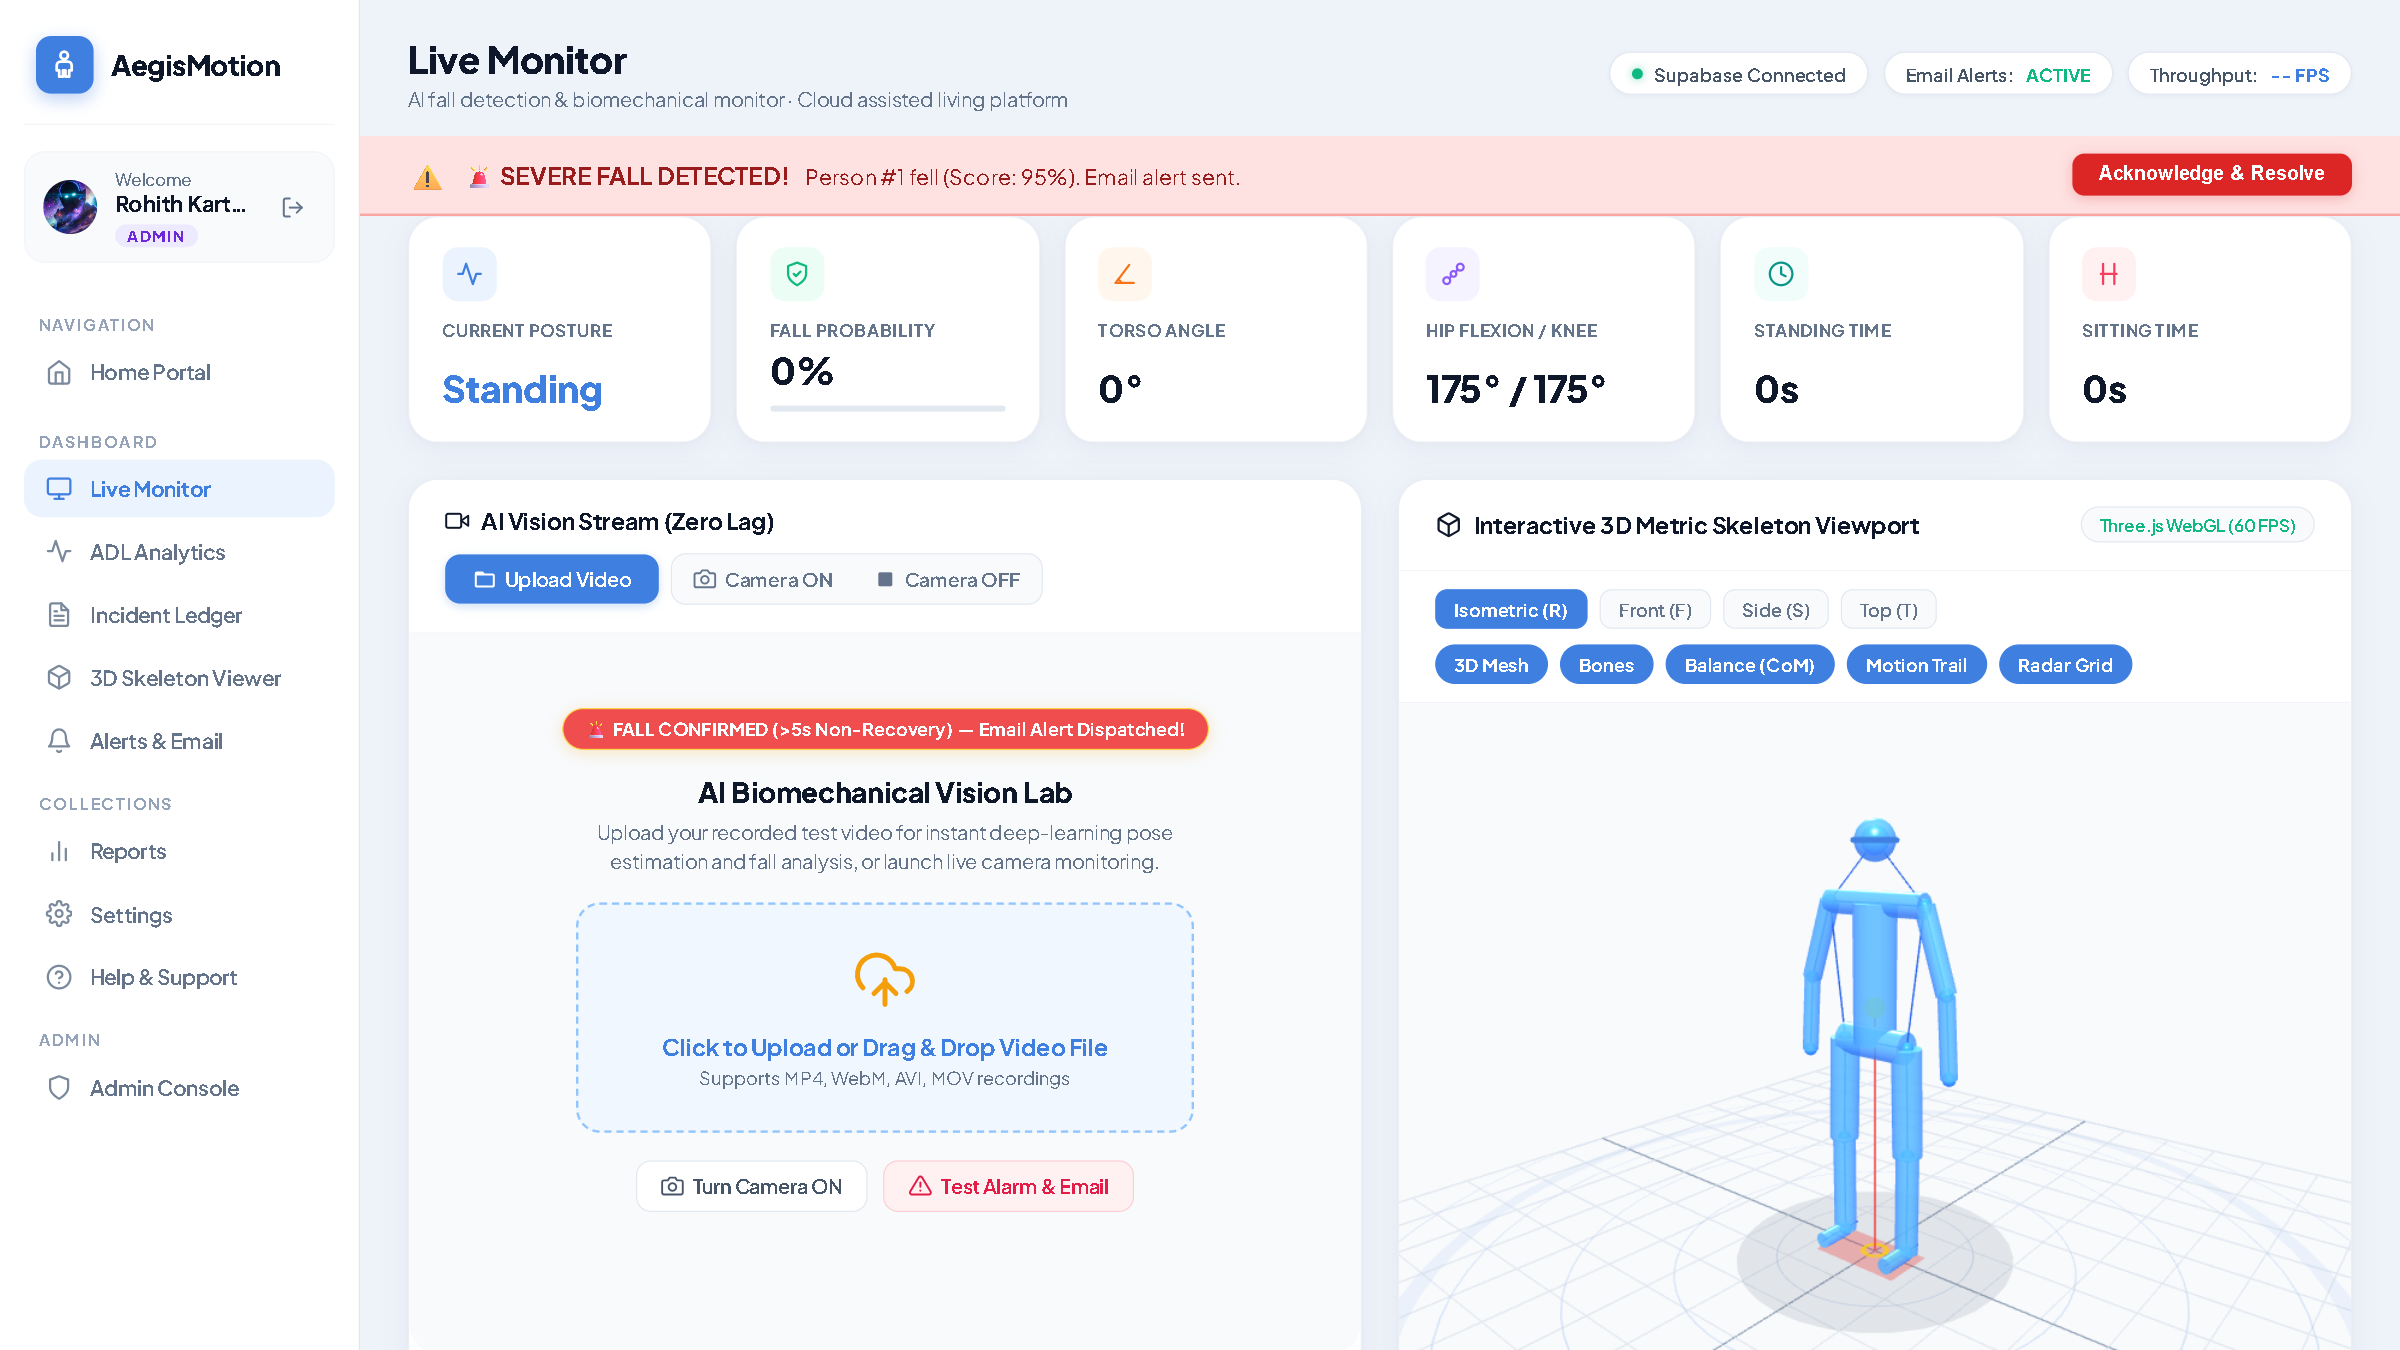 AegisMotion
Welcome
Rohith Kart...
ADMIN
NAVIGATION
Home Portal
DASHBOARD
Live Monitor
ADL Analytics
Incident Ledger
3D Skeleton Viewer
Alerts & Email
COLLECTIONS
Reports
Settings
Help & Support
ADMIN
Admin Console
Live Monitor
AI fall detection & biomechanical monitor · Cloud assisted living platform
Supabase Connected
Email Alerts: ACTIVE
Throughput: -- FPS
⚠️ 🚨 SEVERE FALL DETECTED! Person #1 fell (Score: 95%). Email alert sent.
Acknowledge & Resolve
CURRENT POSTURE
Standing
FALL PROBABILITY
0%
TORSO ANGLE
0°
HIP FLEXION / KNEE
175° / 175°
STANDING TIME
0s
SITTING TIME
0s
AI Vision Stream (Zero Lag)
Upload Video
Camera ON
Camera OFF
🚨 FALL CONFIRMED (>5s Non-Recovery) — Email Alert Dispatched!
AI Biomechanical Vision Lab
Upload your recorded test video for instant deep-learning pose
estimation and fall analysis, or launch live camera monitoring.
Click to Upload or Drag & Drop Video File
Supports MP4, WebM, AVI, MOV recordings
Turn Camera ON
Test Alarm & Email
Interactive 3D Metric Skeleton Viewport
Three.js WebGL (60 FPS)
Isometric (R)
Front (F)
Side (S)
Top (T)
3D Mesh
Bones
Balance (CoM)
Motion Trail
Radar Grid